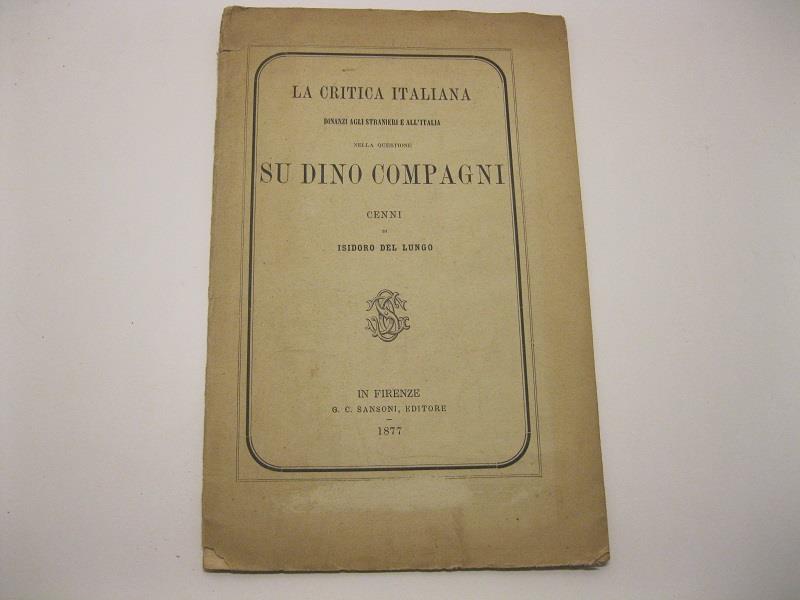 LA CRITICA ITALIANA
DINANZI AGLI STRANIERI E ALL'ITALIA
NELLA QUESTIONE
SU DINO COMPAGNI
CENNI
DI
ISIDORO DEL LUNGO
IN FIRENZE
G. C. SANSONI, EDITORE
1877